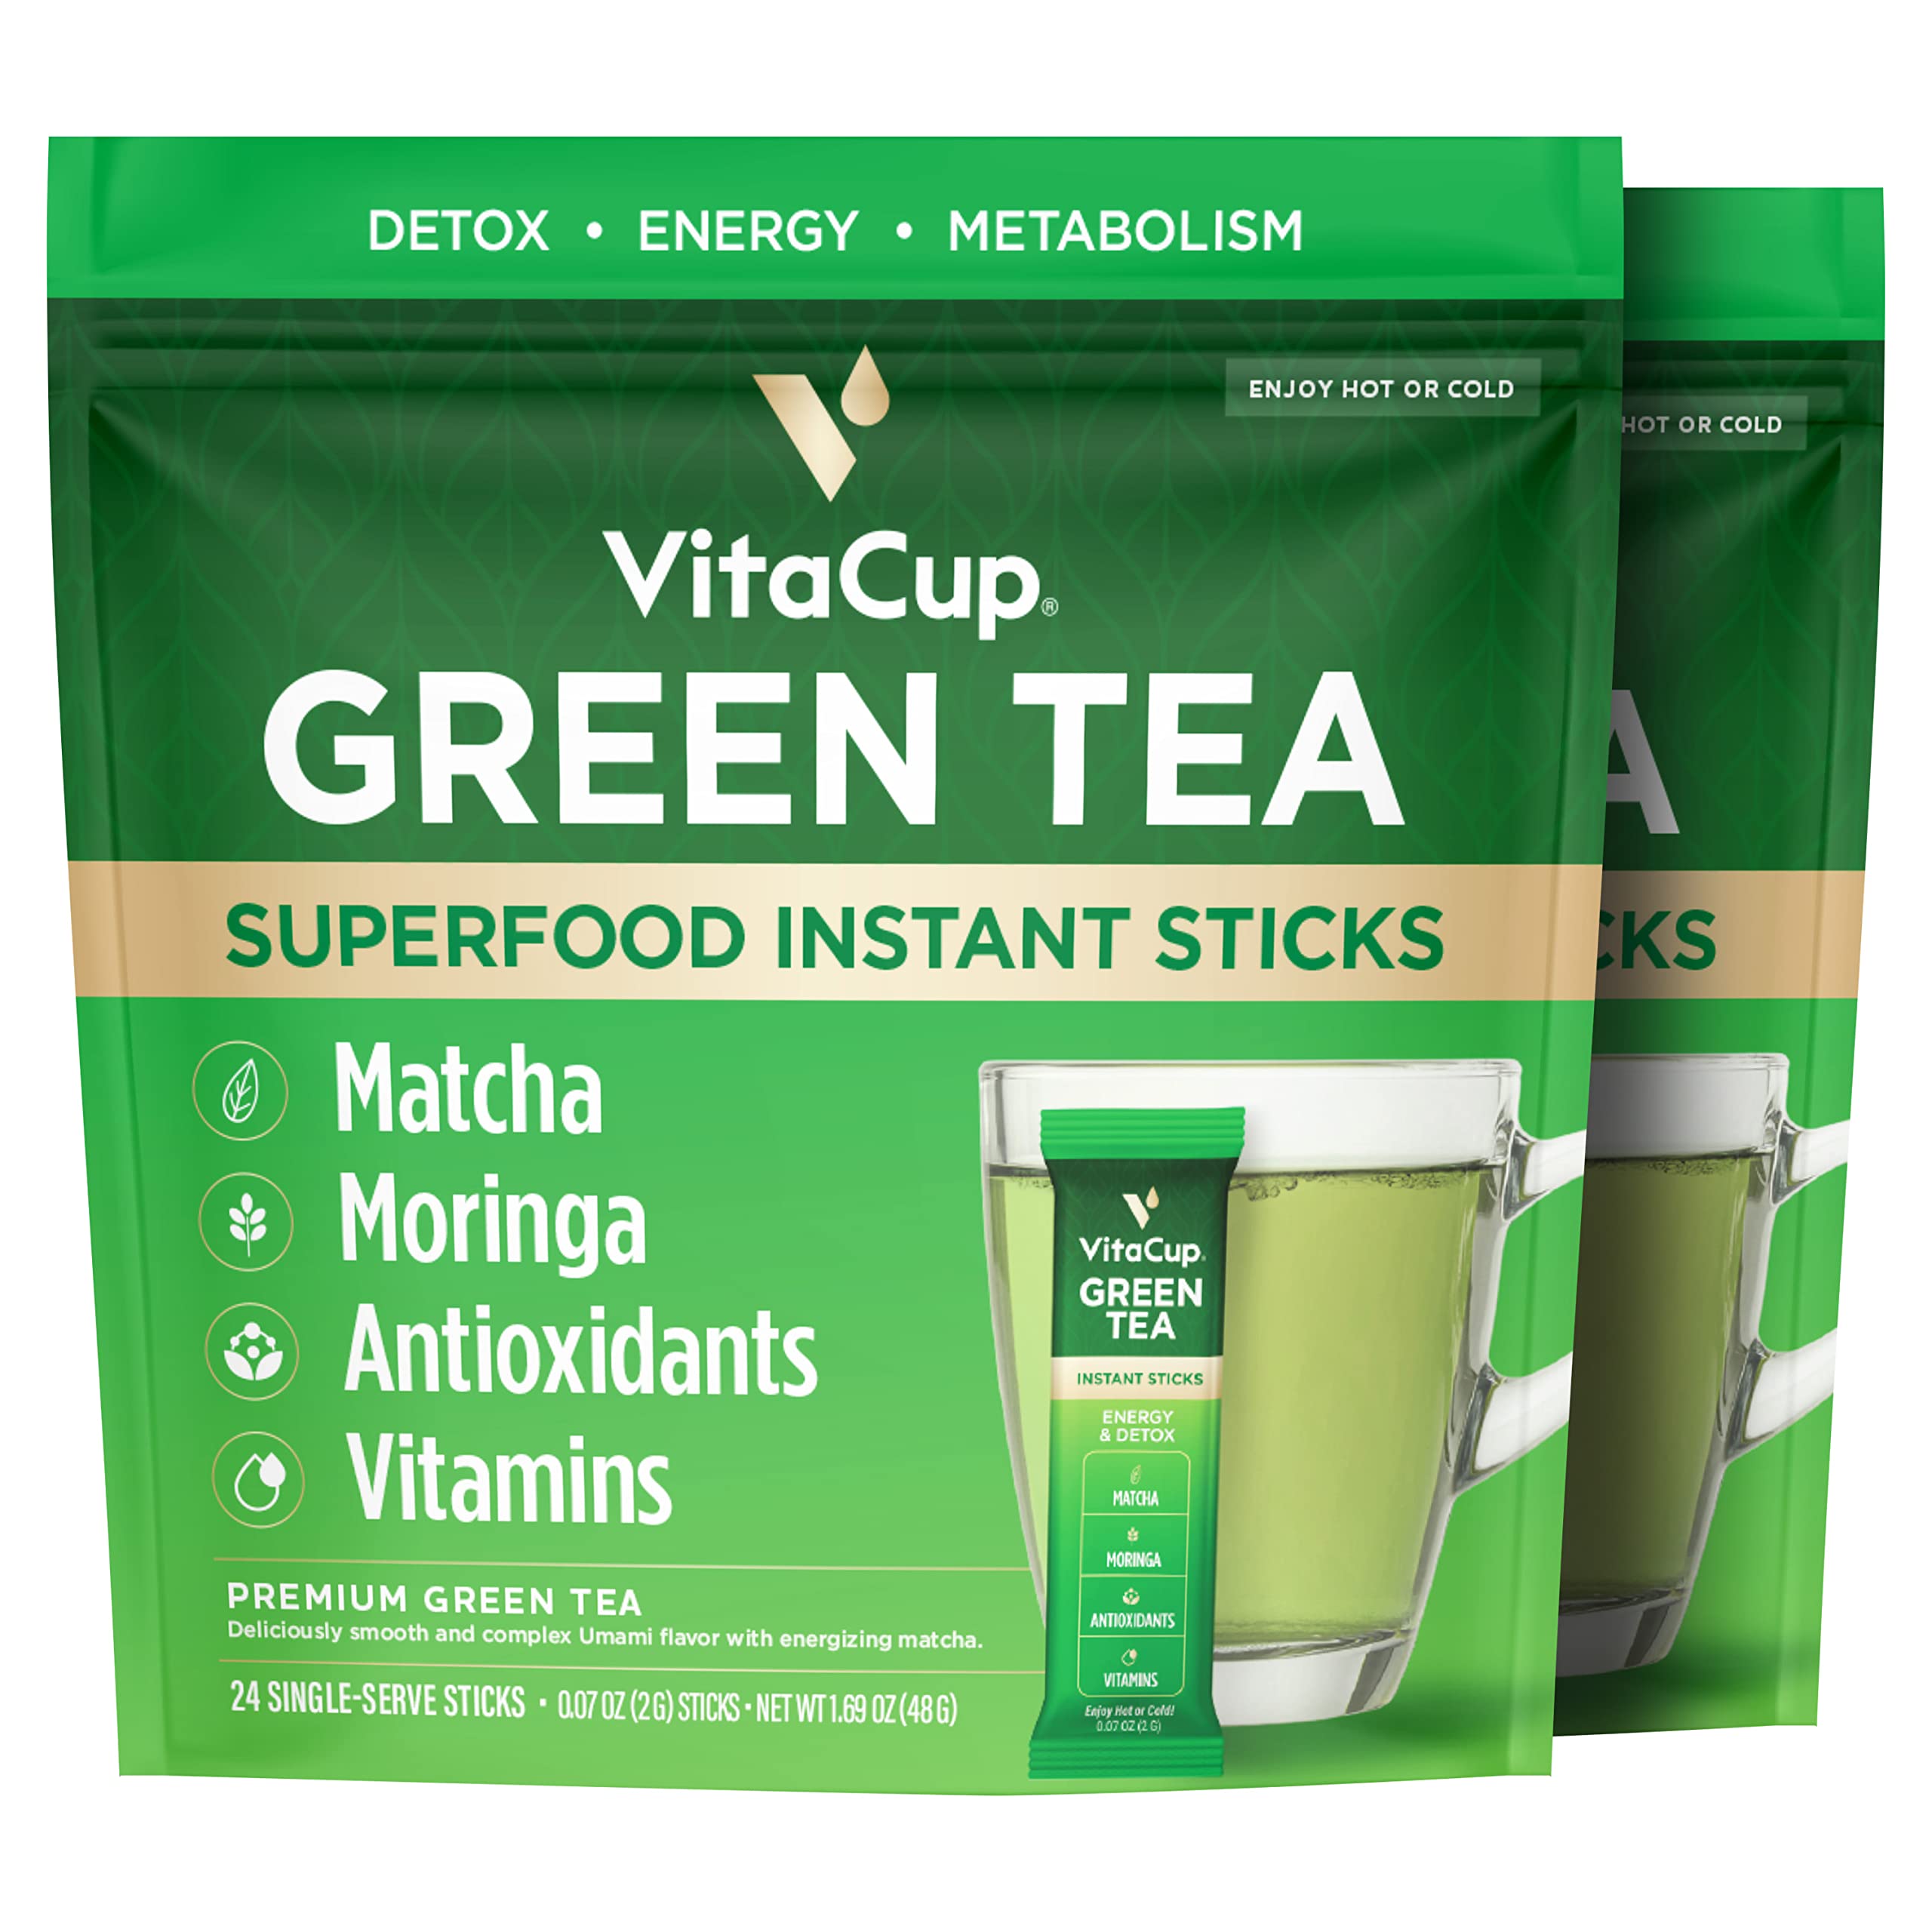 DETOX • ENERGY • METABOLISM
ENJOY HOT OR COLD
VitaCup®
GREEN TEA
SUPERFOOD INSTANT STICKS
Matcha
Moringa
Antioxidants
Vitamins
PREMIUM GREEN TEA
Deliciously smooth and complex Umami flavor with energizing matcha.
24 SINGLE-SERVE STICKS • 0.07 OZ (2 G) STICKS • NET WT 1.69 OZ (48 G)
VitaCup®
GREEN
TEA
INSTANT STICKS
ENERGY
& DETOX
MATCHA
MORINGA
ANTIOXIDANTS
VITAMINS
Enjoy Hot or Cold!
0.07 OZ (2 G)
HOT OR COLD
A
CKS